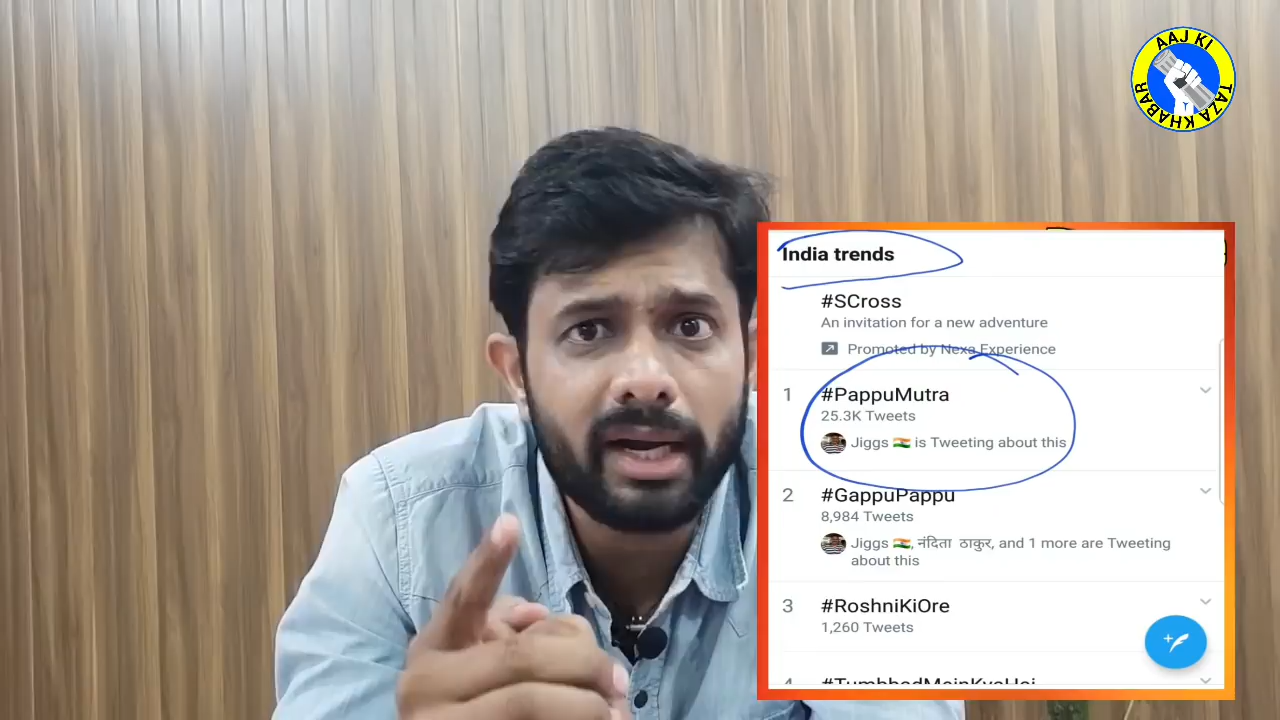 AAJ KI
TAZA KHABAR
India trends
#SCross
An invitation for a new adventure
Promoted by Nexa Experience
1
#PappuMutra
25.3K Tweets
Jiggs 🇮🇳 is Tweeting about this
2
#GappuPappu
8,984 Tweets
Jiggs 🇮🇳, नंदिता ठाकुर, and 1 more are Tweeting
about this
3
#RoshniKiOre
1,260 Tweets
4
#TumbbadMeinKyaHai